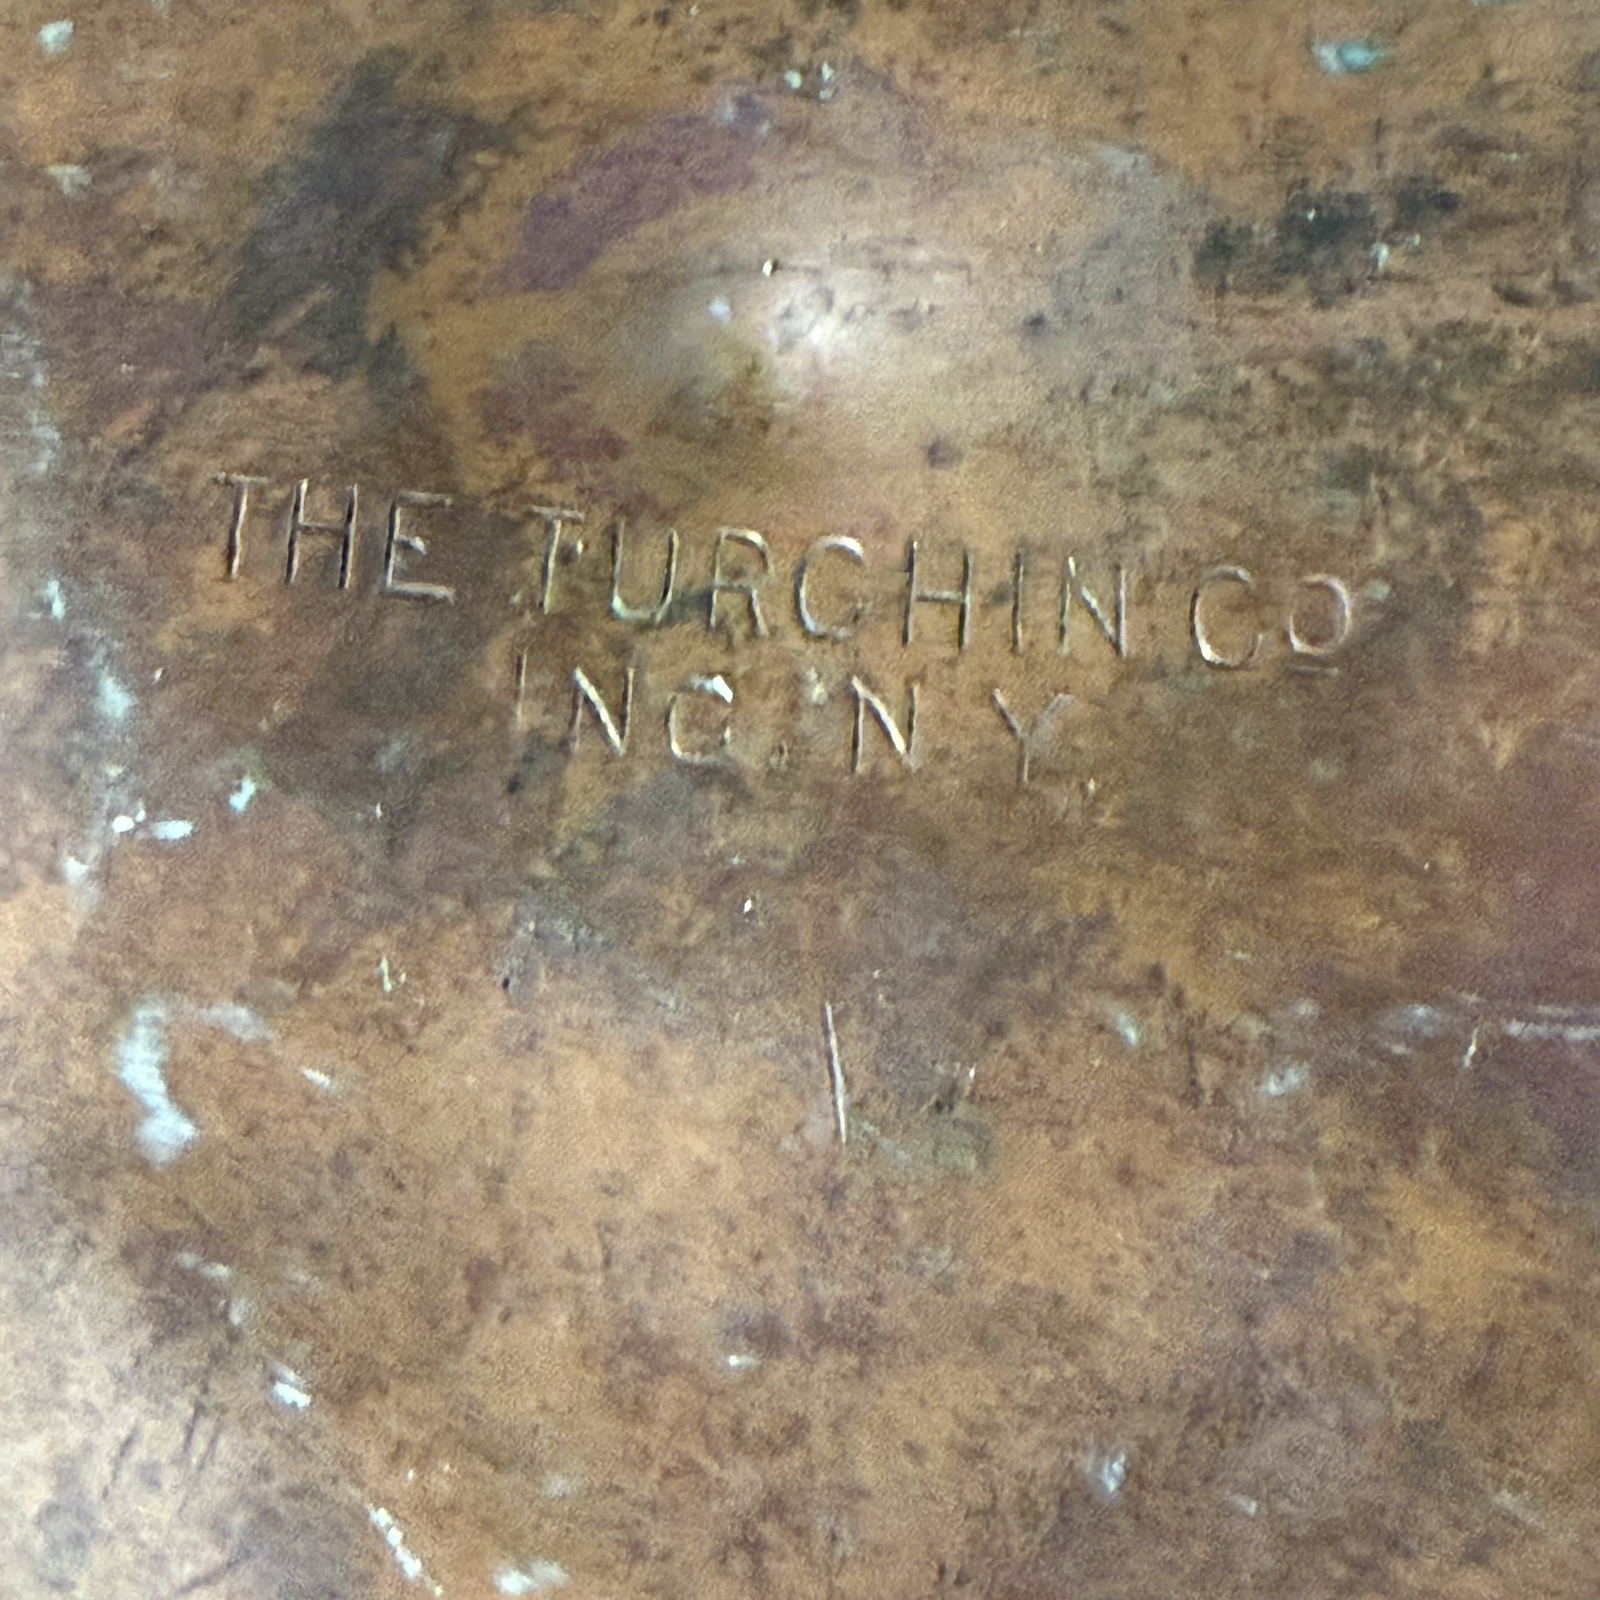 THE TURCHIN CO
INC. N Y.